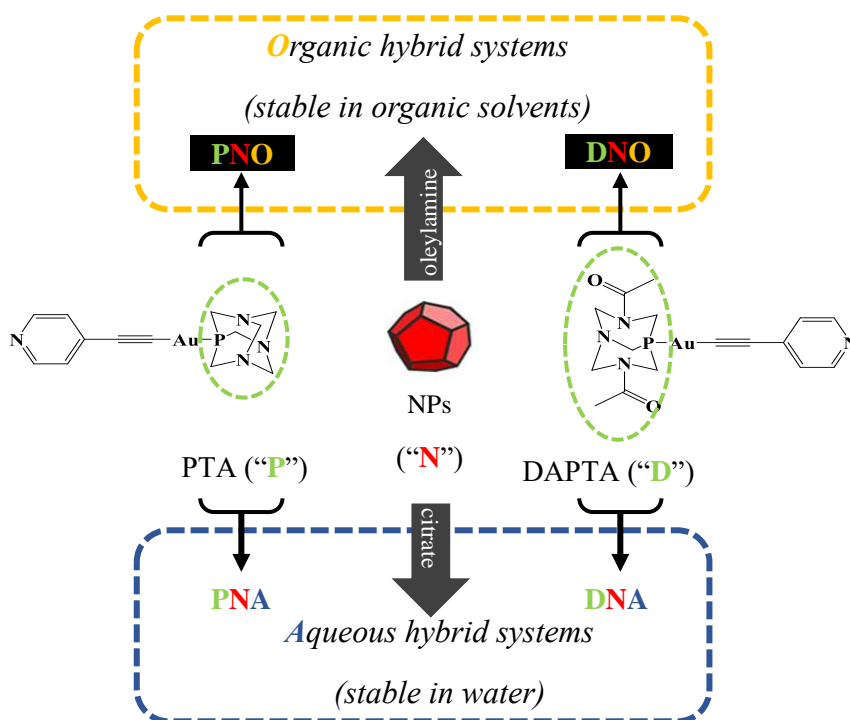 Organic hybrid systems
(stable in organic solvents)
PNO
DNO
oleylamine
N
Au
P
N
N
N
O
N
N
P
Au
N
N
O
NPs
("N")
PTA ("P")
DAPTA ("D")
citrate
PNA
DNA
Aqueous hybrid systems
(stable in water)